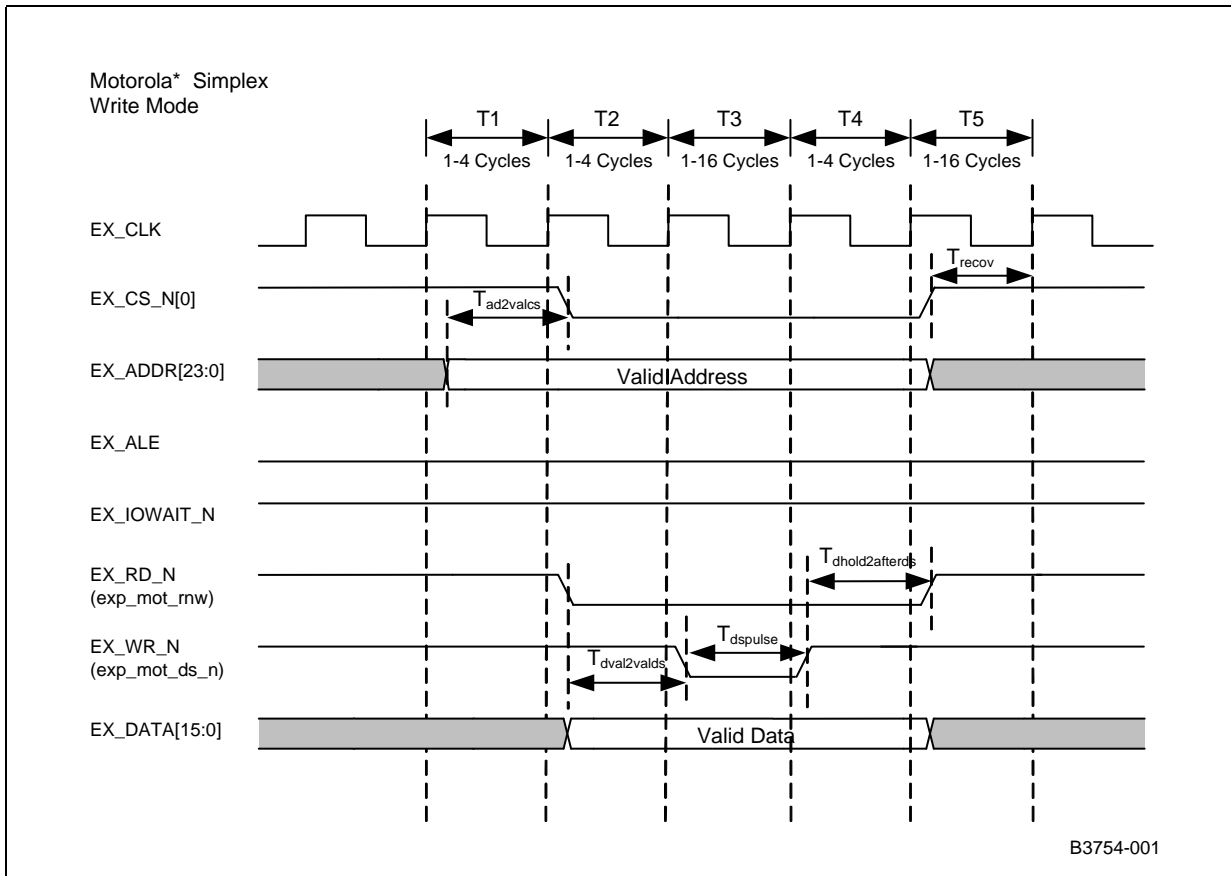 Motorola* Simplex
Write Mode
T1 T2 T3 T4 T5
1-4 Cycles 1-4 Cycles 1-16 Cycles 1-4 Cycles 1-16 Cycles
EX_CLK
Trecov
EX_CS_N[0]
Tad2valcs
EX_ADDR[23:0]
Valid Address
EX_ALE
EX_IOWAIT_N
Tdhold2afterds
EX_RD_N
(exp_mot_rnw)
EX_WR_N
(exp_mot_ds_n)
Tdspulse
Tdval2valds
EX_DATA[15:0]
Valid Data
B3754-001